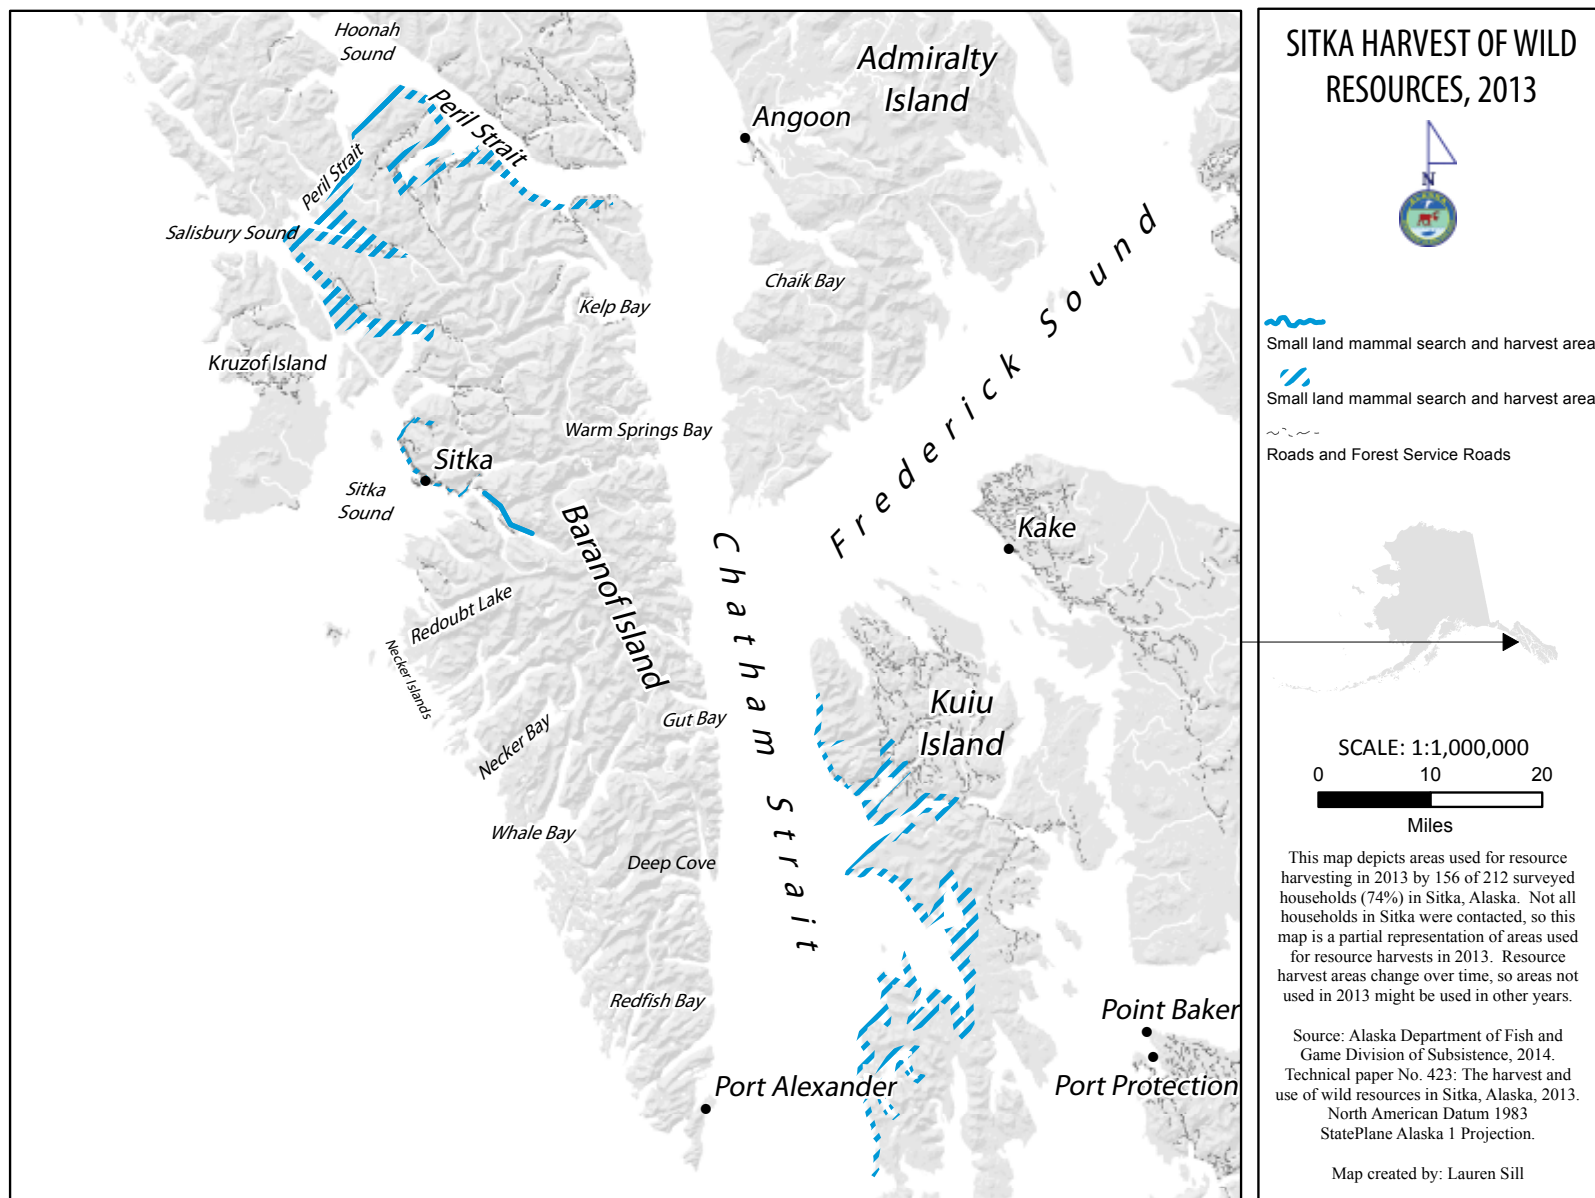 Hoonah
Sound
Admiralty
Island
Peril Strait
Angoon
Peril Strait
Salisbury Sound
Chaik Bay
Kelp Bay
Frederick Sound
Kruzof Island
Warm Springs Bay
Sitka
Sitka
Sound
Baranof Island
Chatham Strait
Kake
Redoubt Lake
Necker Islands
Gut Bay
Kuiu
Island
Necker Bay
Whale Bay
Deep Cove
Redfish Bay
Point Baker
Port Alexander
Port Protection
SITKA HARVEST OF WILD
RESOURCES, 2013
N
ALASKA
Small land mammal search and harvest area
Small land mammal search and harvest area
Roads and Forest Service Roads
SCALE: 1:1,000,000
0 10 20
Miles
This map depicts areas used for resource
harvesting in 2013 by 156 of 212 surveyed
households (74%) in Sitka, Alaska. Not all
households in Sitka were contacted, so this
map is a partial representation of areas used
for resource harvests in 2013. Resource
harvest areas change over time, so areas not
used in 2013 might be used in other years.
Source: Alaska Department of Fish and
Game Division of Subsistence, 2014.
Technical paper No. 423: The harvest and
use of wild resources in Sitka, Alaska, 2013.
North American Datum 1983
StatePlane Alaska 1 Projection.
Map created by: Lauren Sill